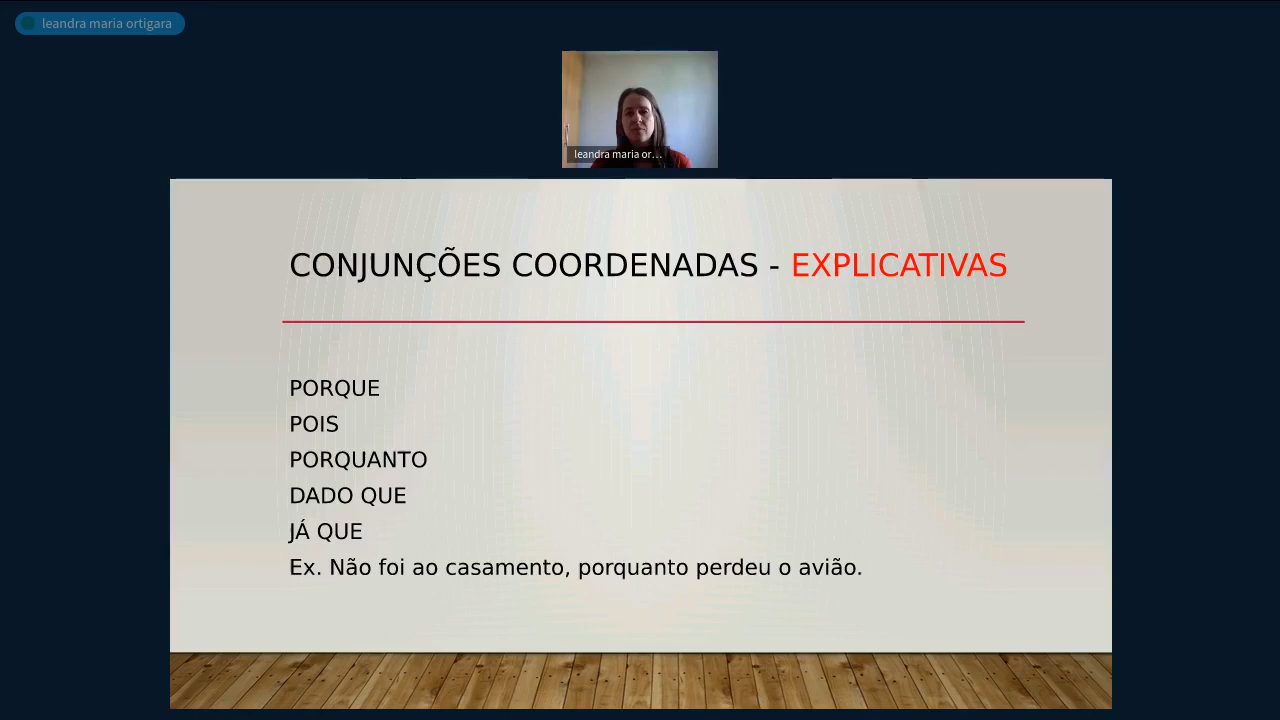 leandra maria ortigara
leandra maria or...
CONJUNÇÕES COORDENADAS - EXPLICATIVAS
PORQUE
POIS
PORQUANTO
DADO QUE
JÁ QUE
Ex. Não foi ao casamento, porquanto perdeu o avião.